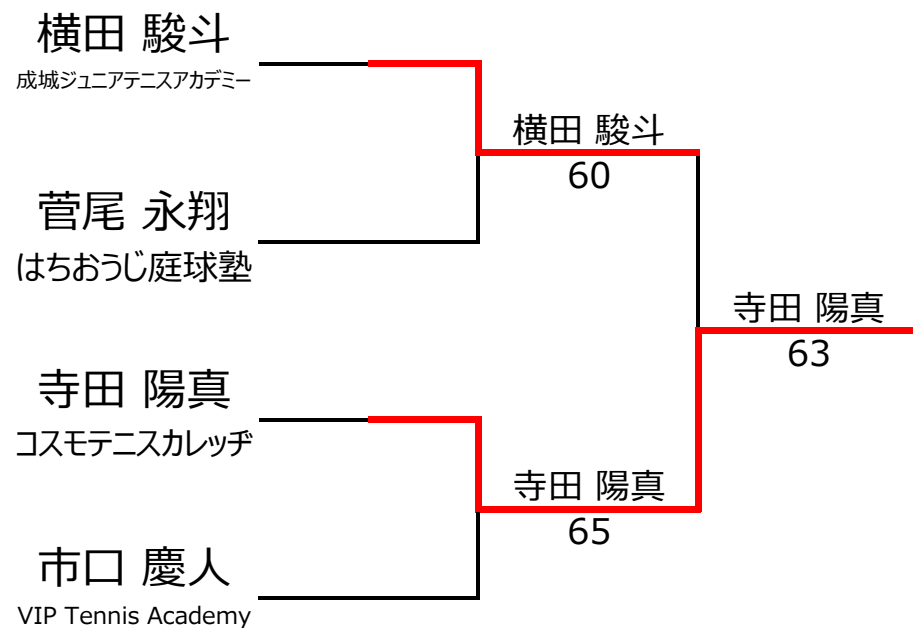 横田 駿斗
成城ジュニアテニスアカデミー
横田 駿斗
60
菅尾 永翔
はちおうじ庭球塾
寺田 陽真
63
寺田 陽真
コスモテニスカレッヂ
寺田 陽真
65
市口 慶人
VIP Tennis Academy